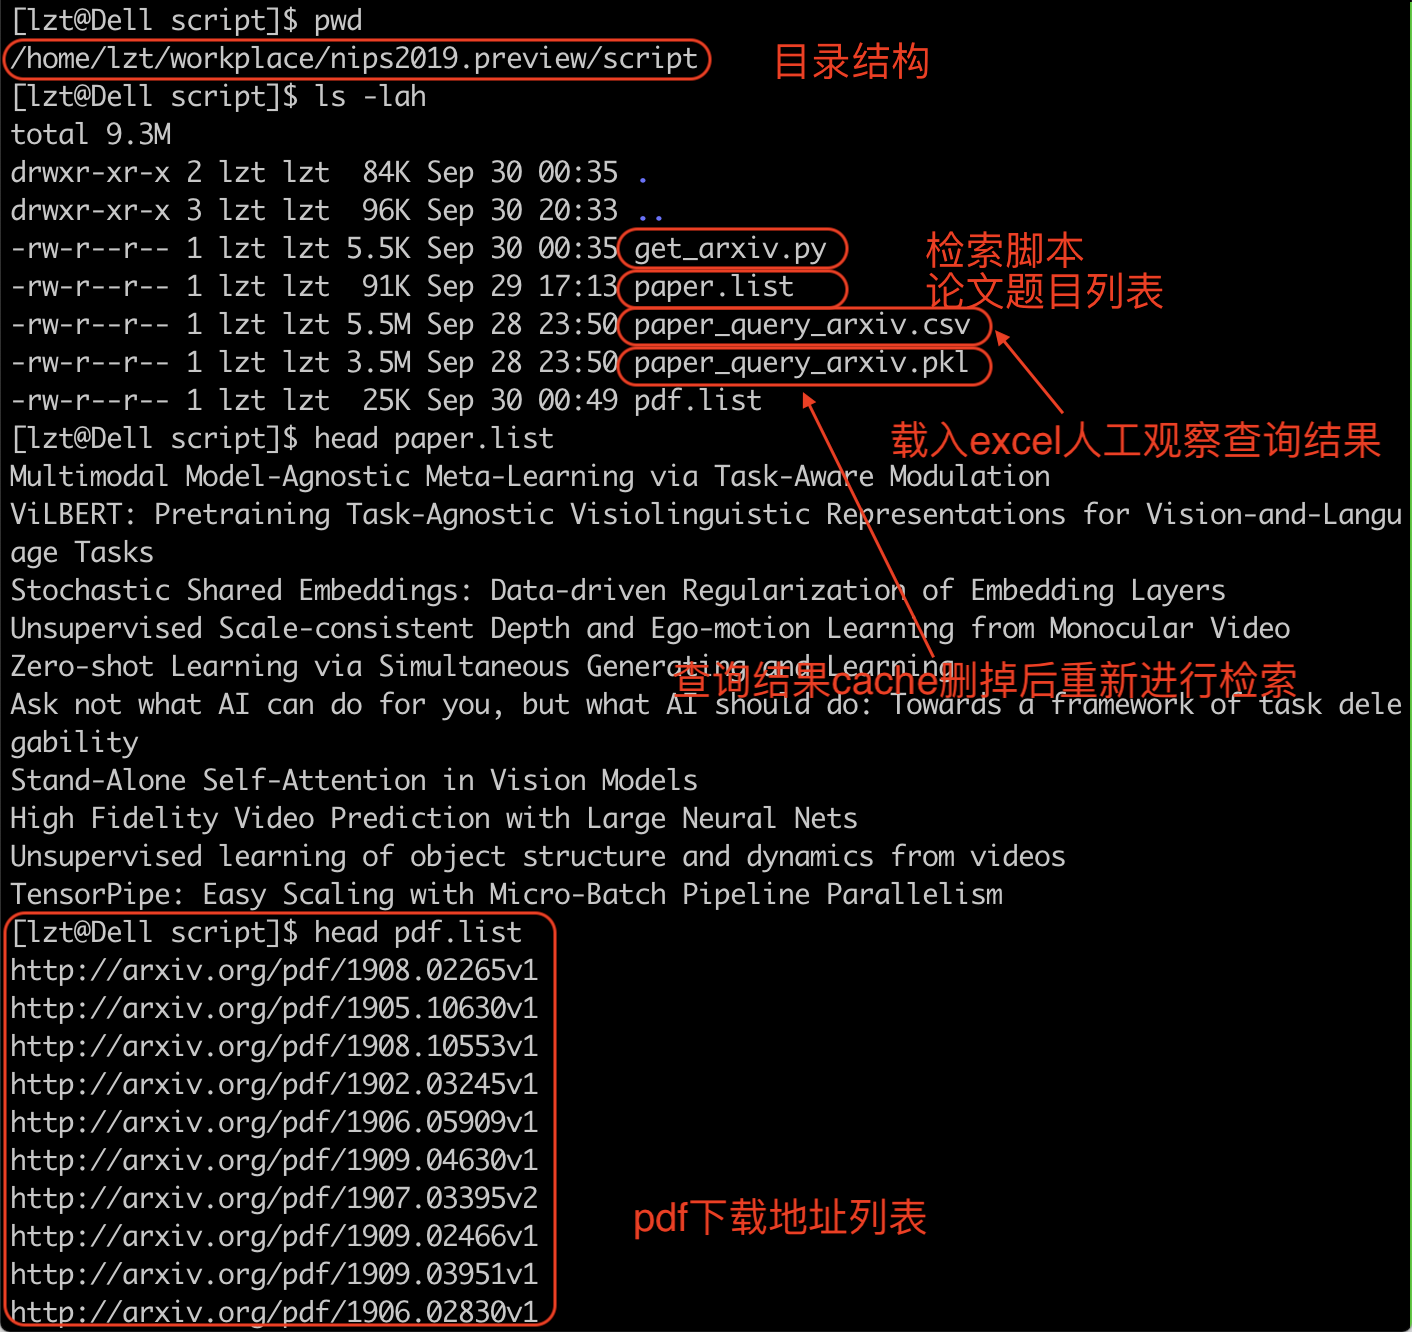 [lzt@Dell script]$ pwd
/home/lzt/workplace/nips2019.preview/script
目录结构
[lzt@Dell script]$ ls -lah
total 9.3M
drwxr-xr-x 2 lzt lzt  84K Sep 30 00:35 .
drwxr-xr-x 3 lzt lzt  96K Sep 30 20:33 ..
-rw-r--r-- 1 lzt lzt 5.5K Sep 30 00:35 get_arxiv.py
检索脚本
-rw-r--r-- 1 lzt lzt  91K Sep 29 17:13 paper.list
论文题目列表
-rw-r--r-- 1 lzt lzt 5.5M Sep 28 23:50 paper_query_arxiv.csv
-rw-r--r-- 1 lzt lzt 3.5M Sep 28 23:50 paper_query_arxiv.pkl
-rw-r--r-- 1 lzt lzt  25K Sep 30 00:49 pdf.list
[lzt@Dell script]$ head paper.list
载入excel人工观察查询结果
Multimodal Model-Agnostic Meta-Learning via Task-Aware Modulation
ViLBERT: Pretraining Task-Agnostic Visiolinguistic Representations for Vision-and-Langu
age Tasks
Stochastic Shared Embeddings: Data-driven Regularization of Embedding Layers
Unsupervised Scale-consistent Depth and Ego-motion Learning from Monocular Video
Zero-shot Learning via Simultaneous Generating and Learning
查询结果cache删掉后重新进行检索
Ask not what AI can do for you, but what AI should do: Towards a framework of task dele
gability
Stand-Alone Self-Attention in Vision Models
High Fidelity Video Prediction with Large Neural Nets
Unsupervised learning of object structure and dynamics from videos
TensorPipe: Easy Scaling with Micro-Batch Pipeline Parallelism
[lzt@Dell script]$ head pdf.list
http://arxiv.org/pdf/1908.02265v1
http://arxiv.org/pdf/1905.10630v1
http://arxiv.org/pdf/1908.10553v1
http://arxiv.org/pdf/1902.03245v1
http://arxiv.org/pdf/1906.05909v1
http://arxiv.org/pdf/1909.04630v1
http://arxiv.org/pdf/1907.03395v2
pdf下载地址列表
http://arxiv.org/pdf/1909.02466v1
http://arxiv.org/pdf/1909.03951v1
http://arxiv.org/pdf/1906.02830v1